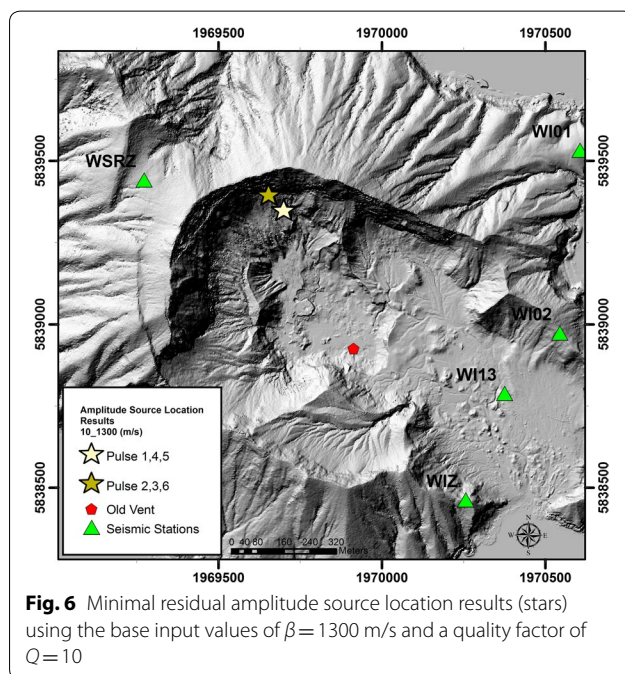 1969500 1970000 1970500
5839500 5839500
5839000 5839000
5838500 5838500
WI01
WSRZ
WI02
WI13
WIZ
Amplitude Source Location
Results
10_1300 (m/s)
Pulse 1,4,5
Pulse 2,3,6
Old Vent
Seismic Stations
N
W E
S
0 40 80 160 240 320
Meters
1969500 1970000 1970500
Fig. 6 Minimal residual amplitude source location results (stars)
using the base input values of β = 1300 m/s and a quality factor of
Q = 10